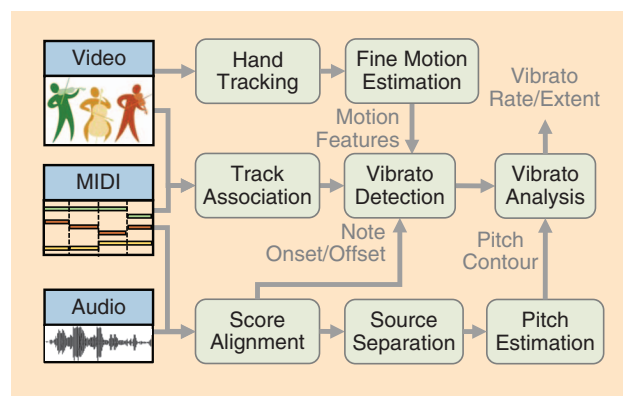 Video
Hand
Tracking
Fine Motion
Estimation
Vibrato
Rate/Extent
Motion
Features
MIDI
Track
Association
Vibrato
Detection
Vibrato
Analysis
Note
Onset/Offset
Pitch
Contour
Audio
Score
Alignment
Source
Separation
Pitch
Estimation